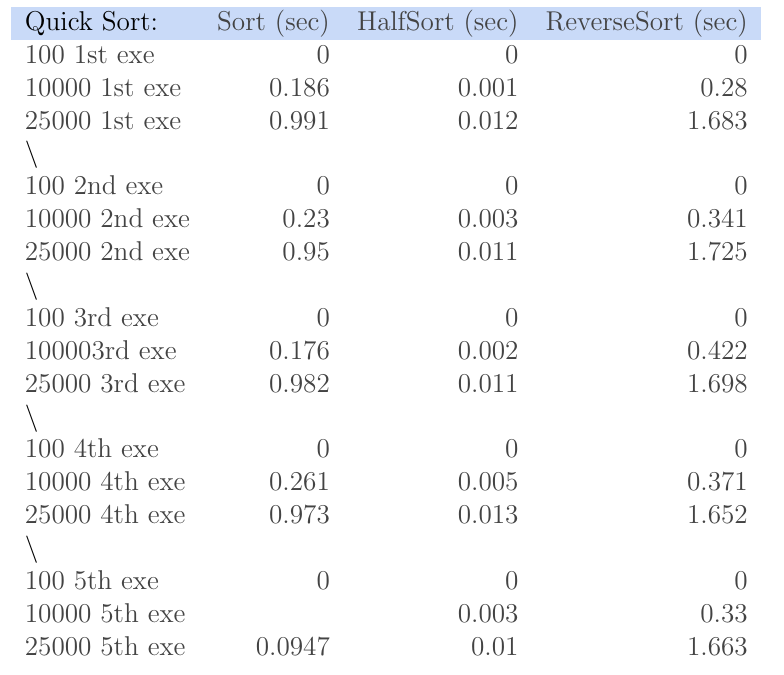 Quick Sort: Sort (sec) HalfSort (sec) ReverseSort (sec)
100 1st exe 0 0 0
10000 1st exe 0.186 0.001 0.28
25000 1st exe 0.991 0.012 1.683
\
100 2nd exe 0 0 0
10000 2nd exe 0.23 0.003 0.341
25000 2nd exe 0.95 0.011 1.725
\
100 3rd exe 0 0 0
100003rd exe 0.176 0.002 0.422
25000 3rd exe 0.982 0.011 1.698
\
100 4th exe 0 0 0
10000 4th exe 0.261 0.005 0.371
25000 4th exe 0.973 0.013 1.652
\
100 5th exe 0 0 0
10000 5th exe 0.003 0.33
25000 5th exe 0.0947 0.01 1.663